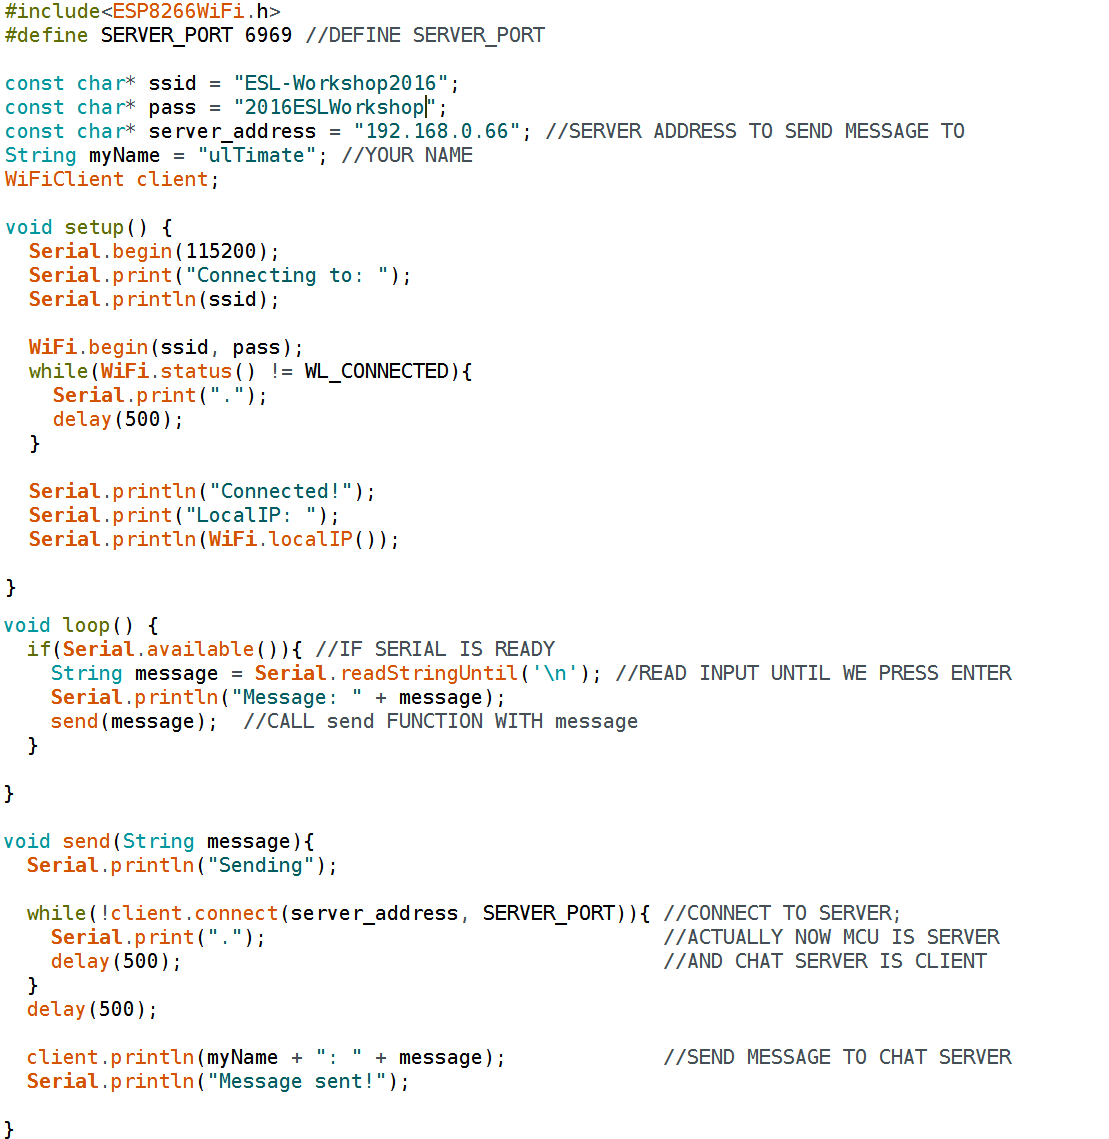 #include<ESP8266WiFi.h>
#define SERVER_PORT 6969 //DEFINE SERVER_PORT
const char* ssid = "ESL-Workshop2016";
const char* pass = "2016ESLWorkshop";
const char* server_address = "192.168.0.66"; //SERVER ADDRESS TO SEND MESSAGE TO
String myName = "ulTimate"; //YOUR NAME
WiFiClient client;
void setup() {
  Serial.begin(115200);
  Serial.print("Connecting to: ");
  Serial.println(ssid);
  WiFi.begin(ssid, pass);
  while(WiFi.status() != WL_CONNECTED){
    Serial.print(".");
    delay(500);
  }
  Serial.println("Connected!");
  Serial.print("LocalIP: ");
  Serial.println(WiFi.localIP());
}
void loop() {
  if(Serial.available()){ //IF SERIAL IS READY
    String message = Serial.readStringUntil('\n'); //READ INPUT UNTIL WE PRESS ENTER
    Serial.println("Message: " + message);
    send(message);  //CALL send FUNCTION WITH message
  }
}
void send(String message){
  Serial.println("Sending");
  while(!client.connect(server_address, SERVER_PORT)){ //CONNECT TO SERVER;
    Serial.print(".");                                 //ACTUALLY NOW MCU IS SERVER
    delay(500);                                        //AND CHAT SERVER IS CLIENT
  }
  delay(500);
  client.println(myName + ": " + message);             //SEND MESSAGE TO CHAT SERVER
  Serial.println("Message sent!");
}